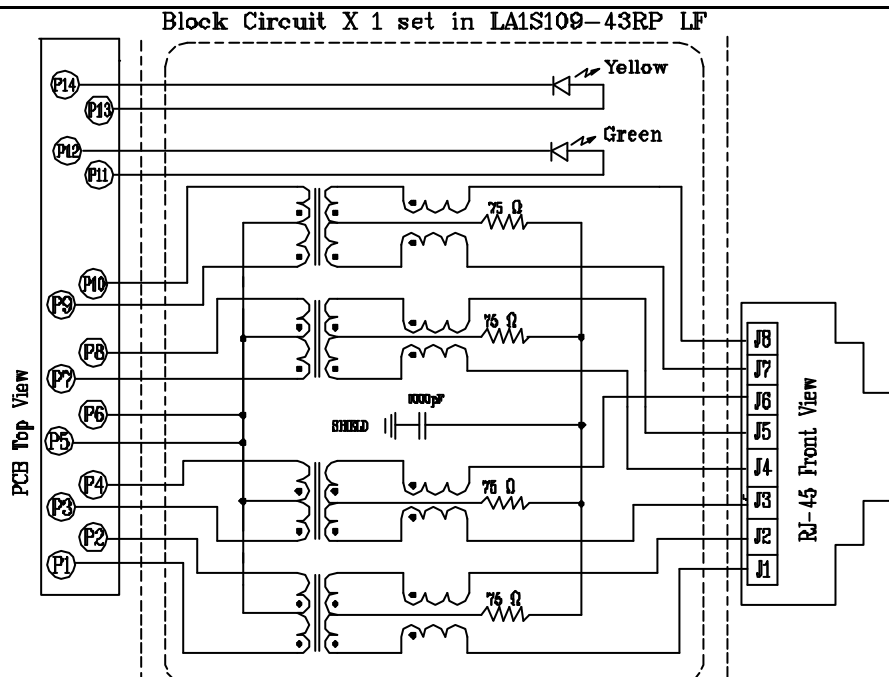 Block Circuit X 1 set in LA1S109-43RP LF
P14
Yellow
P13
P12
Green
P11
75 Ω
P10
P9
75 Ω
P8
J8
P7
J7
1000pF
J6
P6
SHIELD
J5
P5
J4
75 Ω
P4
J3
P3
J2
P2
J1
P1
75 Ω
PCB Top View
RJ-45 Front View